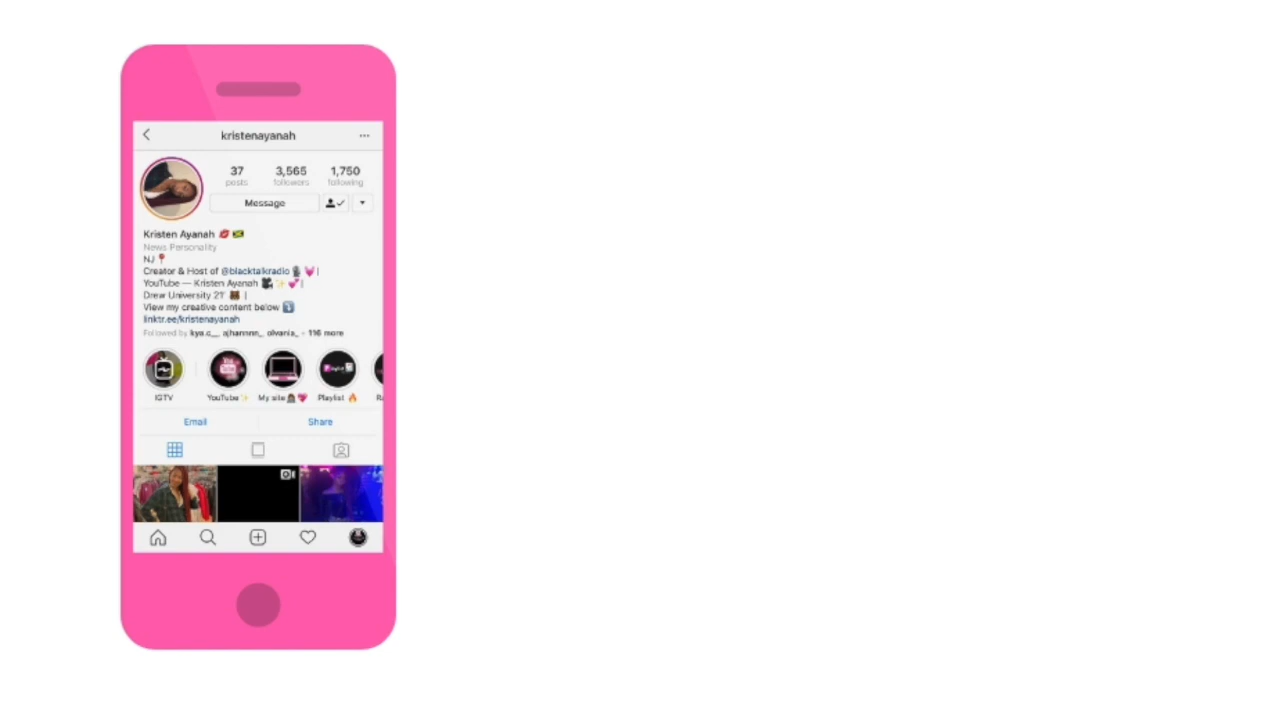 kristenayanah
37 3,565 1,750
posts followers following
Message
Kristen Ayanah
News Personality
NJ
Creator & Host of @blacktalkradio |
YouTube — Kristen Ayanah |
Drew University 21' |
View my creative content below
linktr.ee/kristenayanah
Followed by kya.c__, ajhannnn_, olvania_ + 116 more
IGTV YouTube My site Playlist
Email Share